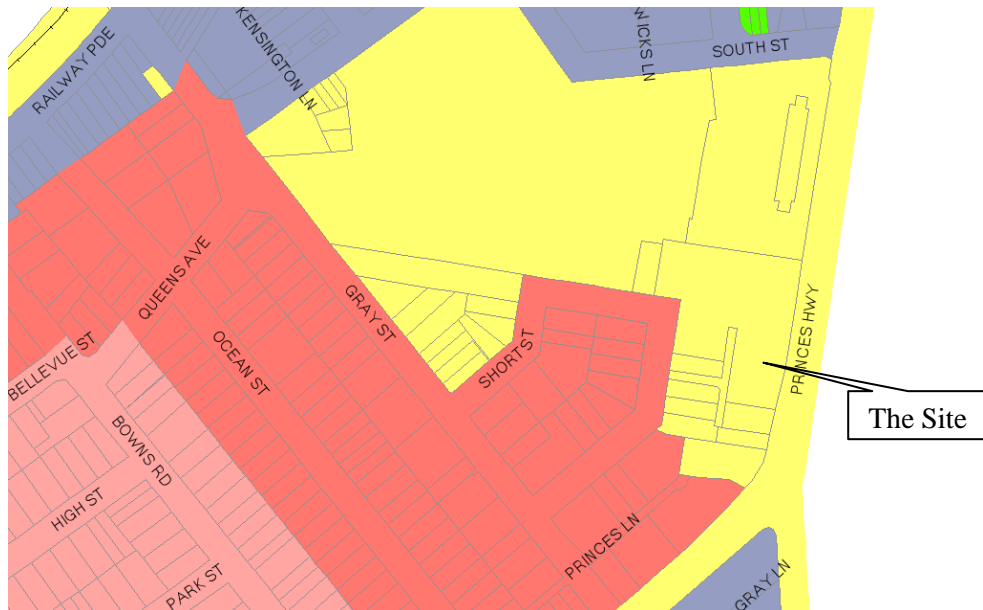 RAILWAY PDE
KENSINGTON LN
WICKS LN
SOUTH ST
QUEENS AVE
GRAY ST
PRINCES HWY
BELLEVUE ST
OCEAN ST
SHORT ST
The Site
BOWNS RD
HIGH ST
PRINCES LN
PARK ST
GRAY LN